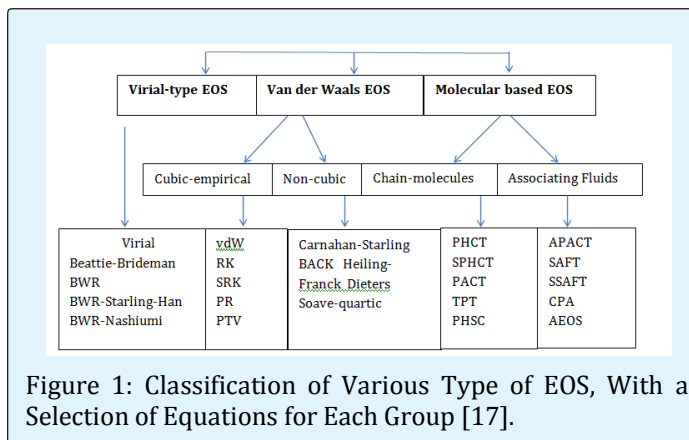 Virial-type EOS Van der Waals EOS Molecular based EOS
Cubic-empirical Non-cubic Chain-molecules Associating Fluids
Virial
Beattie-Brideman
BWR
BWR-Starling-Han
BWR-Nashiumi
vdW
RK
SRK
PR
PTV
Carnahan-Starling
BACK Heiling-
Franck Dieters
Soave-quartic
PHCT
SPHCT
PACT
TPT
PHSC
APACT
SAFT
SSAFT
CPA
AEOS
Figure 1: Classification of Various Type of EOS, With a
Selection of Equations for Each Group [17].